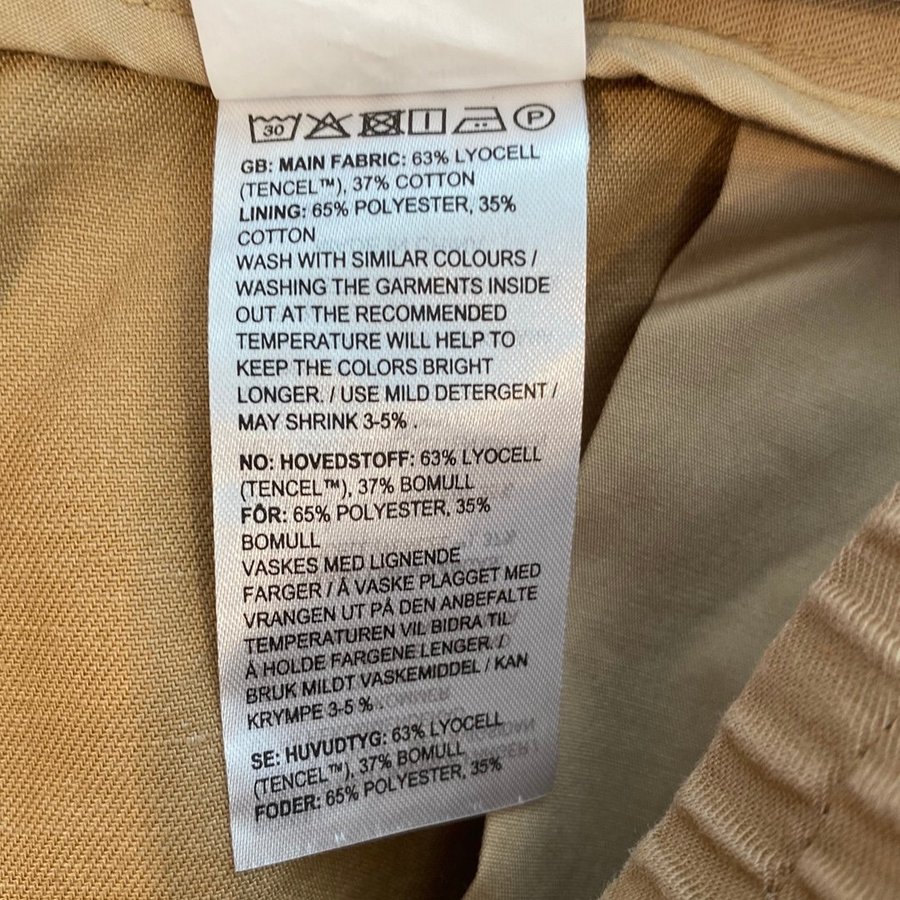 30 P
GB: MAIN FABRIC: 63% LYOCELL
(TENCEL™), 37% COTTON
LINING: 65% POLYESTER, 35%
COTTON
WASH WITH SIMILAR COLOURS /
WASHING THE GARMENTS INSIDE
OUT AT THE RECOMMENDED
TEMPERATURE WILL HELP TO
KEEP THE COLORS BRIGHT
LONGER. / USE MILD DETERGENT /
MAY SHRINK 3-5% .
NO: HOVEDSTOFF: 63% LYOCELL
(TENCEL™), 37% BOMULL
FÔR: 65% POLYESTER, 35%
BOMULL
VASKES MED LIGNENDE
FARGER / Å VASKE PLAGGET MED
VRANGEN UT PÅ DEN ANBEFALTE
TEMPERATUREN VIL BIDRA TIL
Å HOLDE FARGENE LENGER. /
BRUK MILDT VASKEMIDDEL / KAN
KRYMPE 3-5 % .
SE: HUVUDTYG: 63% LYOCELL
(TENCEL™), 37% BOMULL
FODER: 65% POLYESTER, 35%